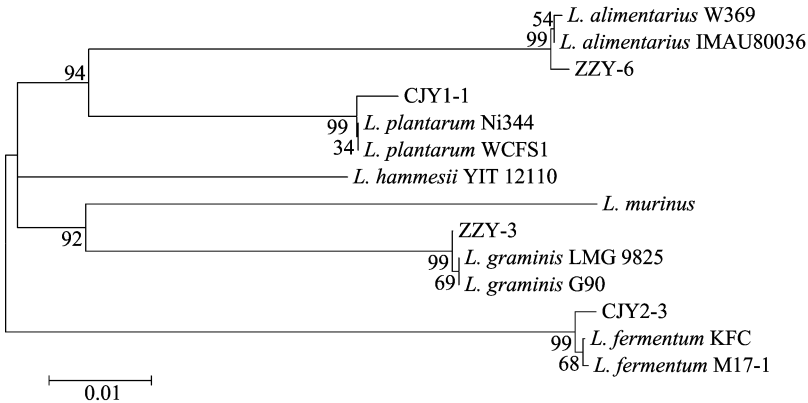 54 L. alimentarius W369
99 L. alimentarius IMAU80036
ZZY-6
94
CJY1-1
99 L. plantarum Ni344
34 L. plantarum WCFS1
L. hammesii YIT 12110
L. murinus
92
ZZY-3
99 L. graminis LMG 9825
69 L. graminis G90
CJY2-3
99 L. fermentum KFC
68 L. fermentum M17-1
0.01